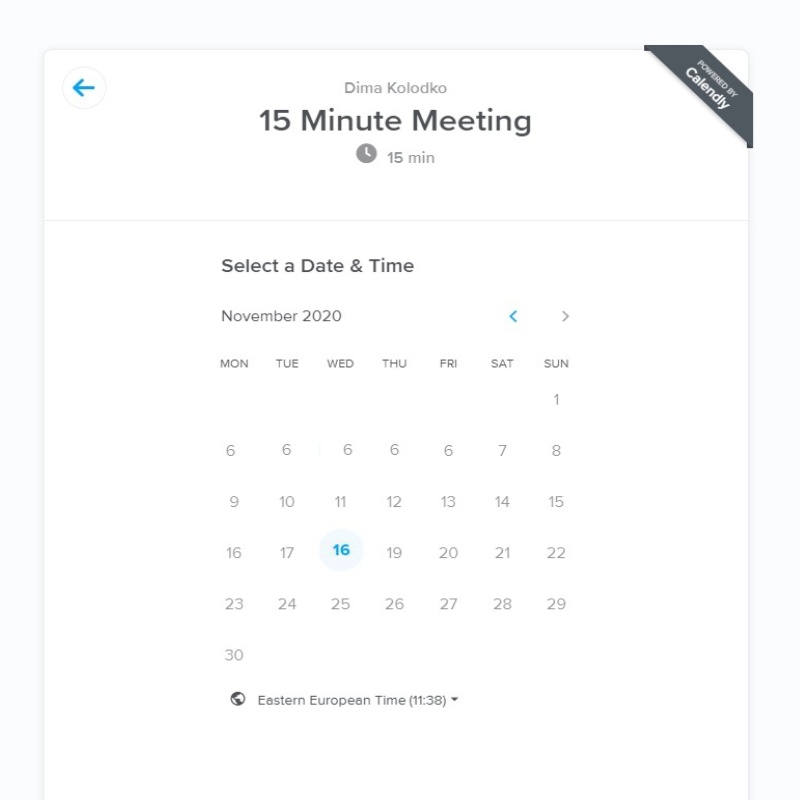 POWERED BY
Calendly
Dima Kolodko
15 Minute Meeting
15 min
Select a Date & Time
November 2020
MON TUE WED THU FRI SAT SUN
1
6 6 6 6 6 7 8
9 10 11 12 13 14 15
16 17 16 19 20 21 22
23 24 25 26 27 28 29
30
Eastern European Time (11:38)